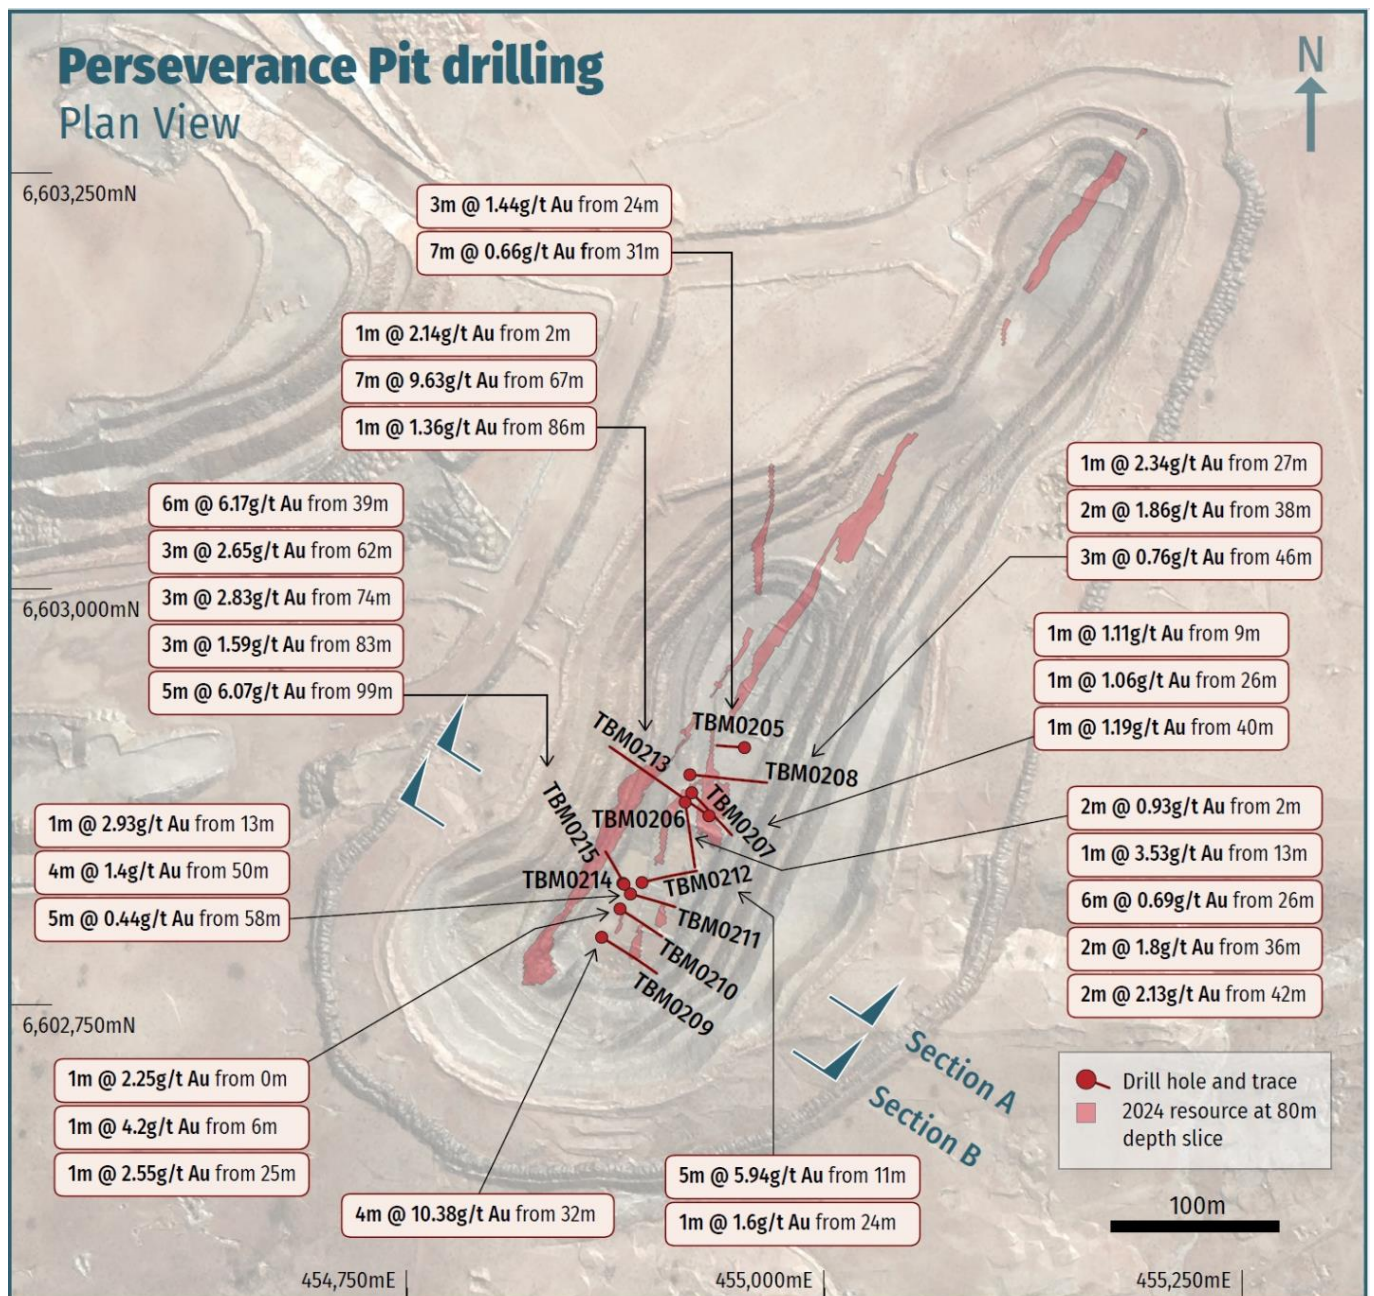 Perseverance Pit drilling
Plan View
N
6,603,250mN
3m @ 1.44g/t Au from 24m
7m @ 0.66g/t Au from 31m
1m @ 2.14g/t Au from 2m
7m @ 9.63g/t Au from 67m
1m @ 1.36g/t Au from 86m
1m @ 2.34g/t Au from 27m
2m @ 1.86g/t Au from 38m
3m @ 0.76g/t Au from 46m
6m @ 6.17g/t Au from 39m
3m @ 2.65g/t Au from 62m
3m @ 2.83g/t Au from 74m
3m @ 1.59g/t Au from 83m
5m @ 6.07g/t Au from 99m
6,603,000mN
1m @ 1.11g/t Au from 9m
1m @ 1.06g/t Au from 26m
1m @ 1.19g/t Au from 40m
TBM0205
TBM0213
TBM0208
TBM0206
TBM0207
TBM0215
TBM0214
TBM0212
TBM0211
TBM0210
TBM0209
1m @ 2.93g/t Au from 13m
4m @ 1.4g/t Au from 50m
5m @ 0.44g/t Au from 58m
2m @ 0.93g/t Au from 2m
1m @ 3.53g/t Au from 13m
6m @ 0.69g/t Au from 26m
2m @ 1.8g/t Au from 36m
2m @ 2.13g/t Au from 42m
6,602,750mN
Section A
Section B
1m @ 2.25g/t Au from 0m
1m @ 4.2g/t Au from 6m
1m @ 2.55g/t Au from 25m
4m @ 10.38g/t Au from 32m
5m @ 5.94g/t Au from 11m
1m @ 1.6g/t Au from 24m
Drill hole and trace
2024 resource at 80m
depth slice
100m
454,750mE
455,000mE
455,250mE